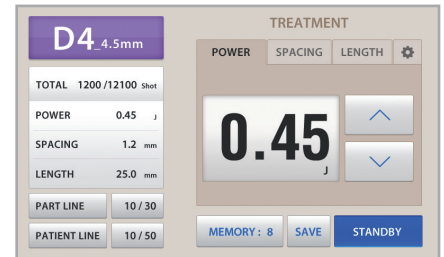 D4_4.5mm
TOTAL 1200 /12100 Shot
POWER 0.45 J
SPACING 1.2 mm
LENGTH 25.0 mm
PART LINE 10 / 30
PATIENT LINE 10 / 50
TREATMENT
POWER SPACING LENGTH
0.45 J
MEMORY : 8 SAVE STANDBY